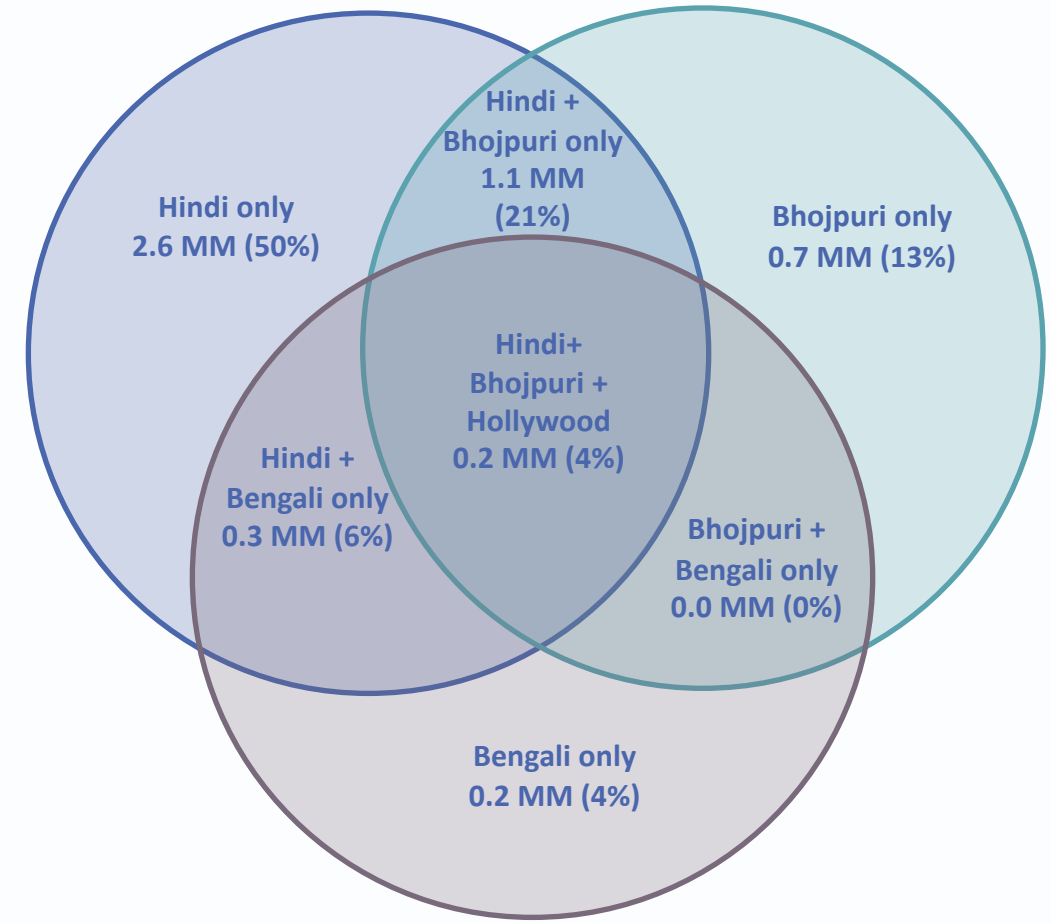 Hindi +
Bhojpuri only
1.1 MM
(21%)
Hindi only
2.6 MM (50%)
Bhojpuri only
0.7 MM (13%)
Hindi+
Bhojpuri +
Hollywood
0.2 MM (4%)
Hindi +
Bengali only
0.3 MM (6%)
Bhojpuri +
Bengali only
0.0 MM (0%)
Bengali only
0.2 MM (4%)